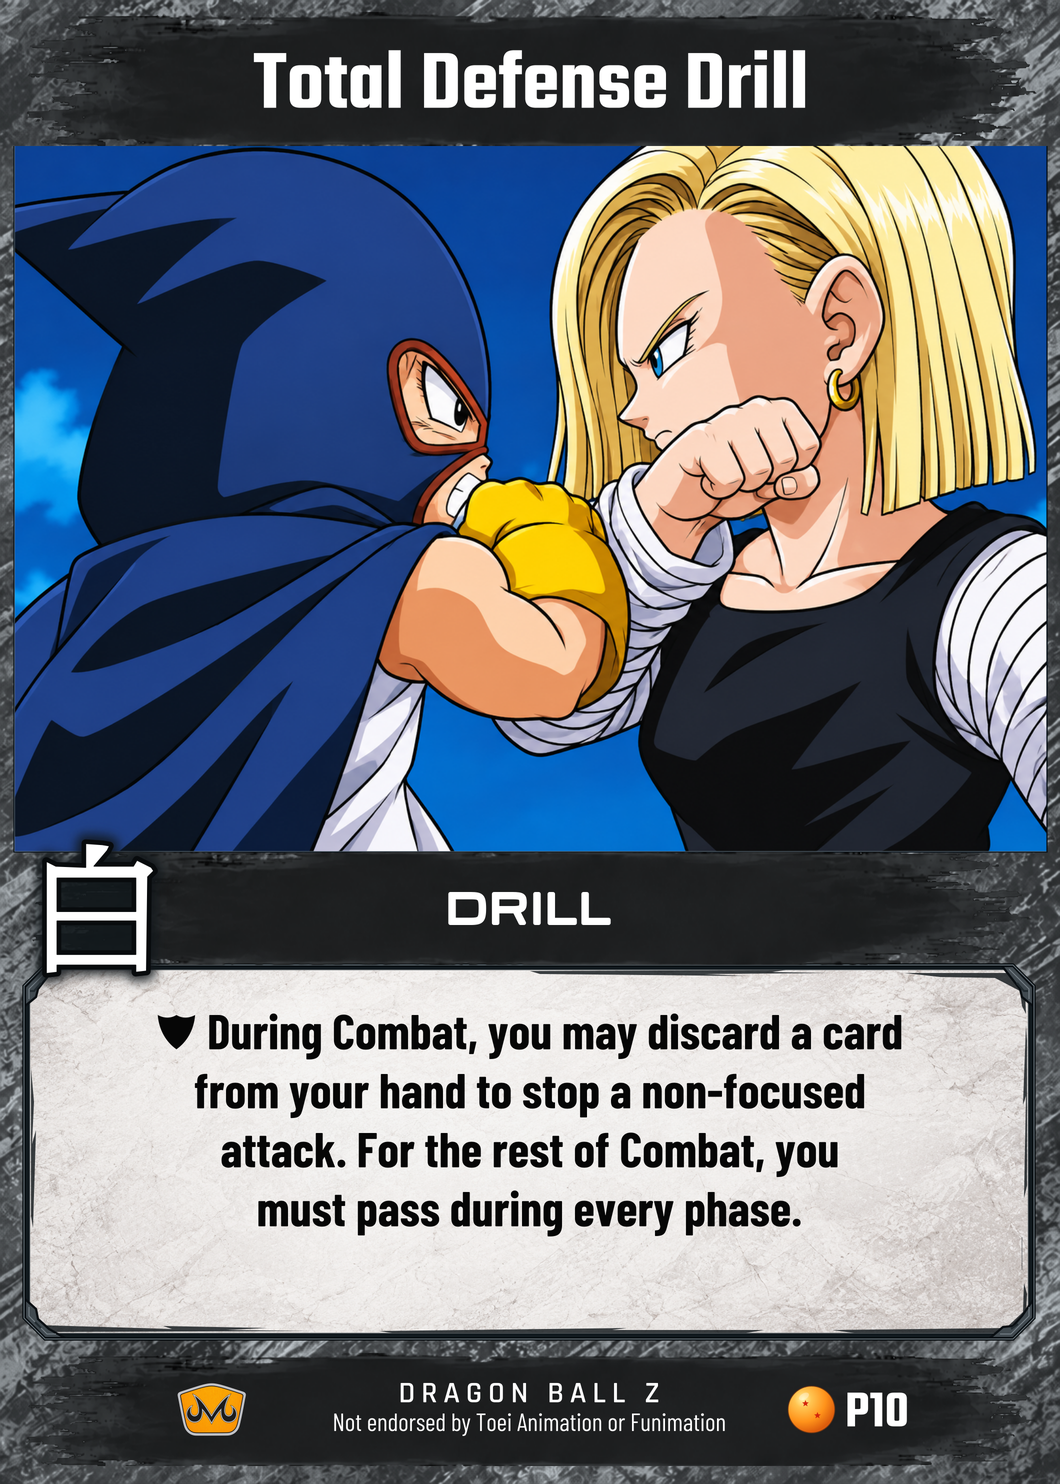 Total Defense Drill
白
DRILL
During Combat, you may discard a card
from your hand to stop a non-focused
attack. For the rest of Combat, you
must pass during every phase.
DRAGON BALL Z
Not endorsed by Toei Animation or Funimation
P10